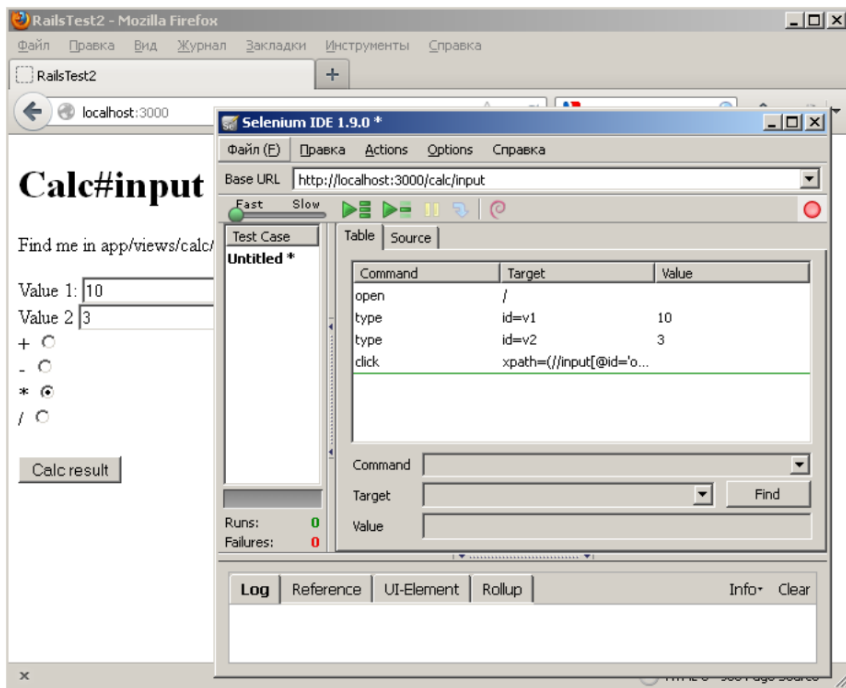 RailsTest2 - Mozilla Firefox
Файл Правка Вид Журнал Закладки Инструменты Справка
RailsTest2
localhost:3000
Calc#input
Find me in app/views/calc/
Value 1: 10
Value 2 3
+
-
*
/
Calc result
Selenium IDE 1.9.0 *
Файл (F) Правка Actions Options Справка
Base URL http://localhost:3000/calc/input
Fast Slow
Test Case
Untitled *
Runs: 0
Failures: 0
Table Source
Command Target Value
open /
type id=v1 10
type id=v2 3
click xpath=(//input[@id='o...
Command
Target Find
Value
Log Reference UI-Element Rollup Info Clear